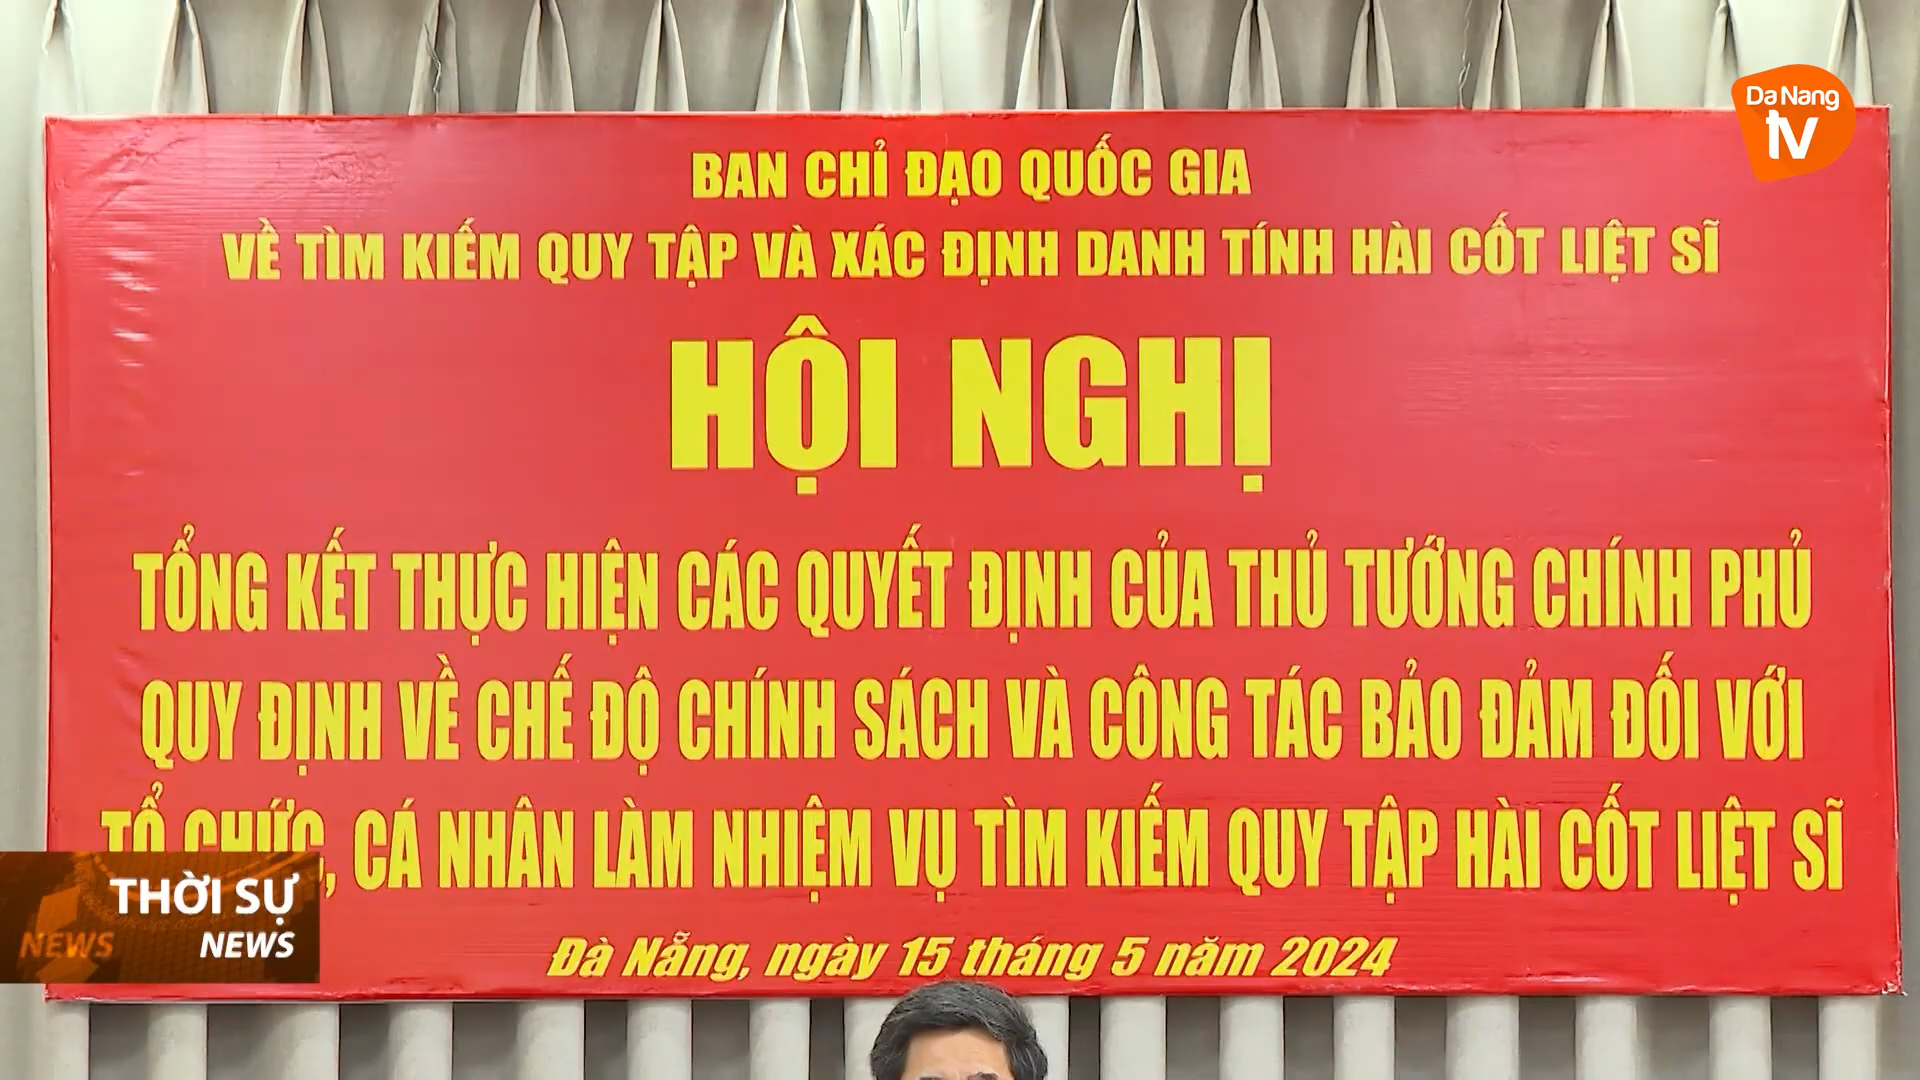 Da Nang
tv
BAN CHỈ ĐẠO QUỐC GIA
VỀ TÌM KIẾM QUY TẬP VÀ XÁC ĐỊNH DANH TÍNH HÀI CỐT LIỆT SĨ
HỘI NGHỊ
TỔNG KẾT THỰC HIỆN CÁC QUYẾT ĐỊNH CỦA THỦ TƯỚNG CHÍNH PHỦ
QUY ĐỊNH VỀ CHẾ ĐỘ CHÍNH SÁCH VÀ CÔNG TÁC BẢO ĐẢM ĐỐI VỚI
TỔ CHỨC, CÁ NHÂN LÀM NHIỆM VỤ TÌM KIẾM QUY TẬP HÀI CỐT LIỆT SĨ
Đà Nẵng, ngày 15 tháng 5 năm 2024
THỜI SỰ
NEWS NEWS